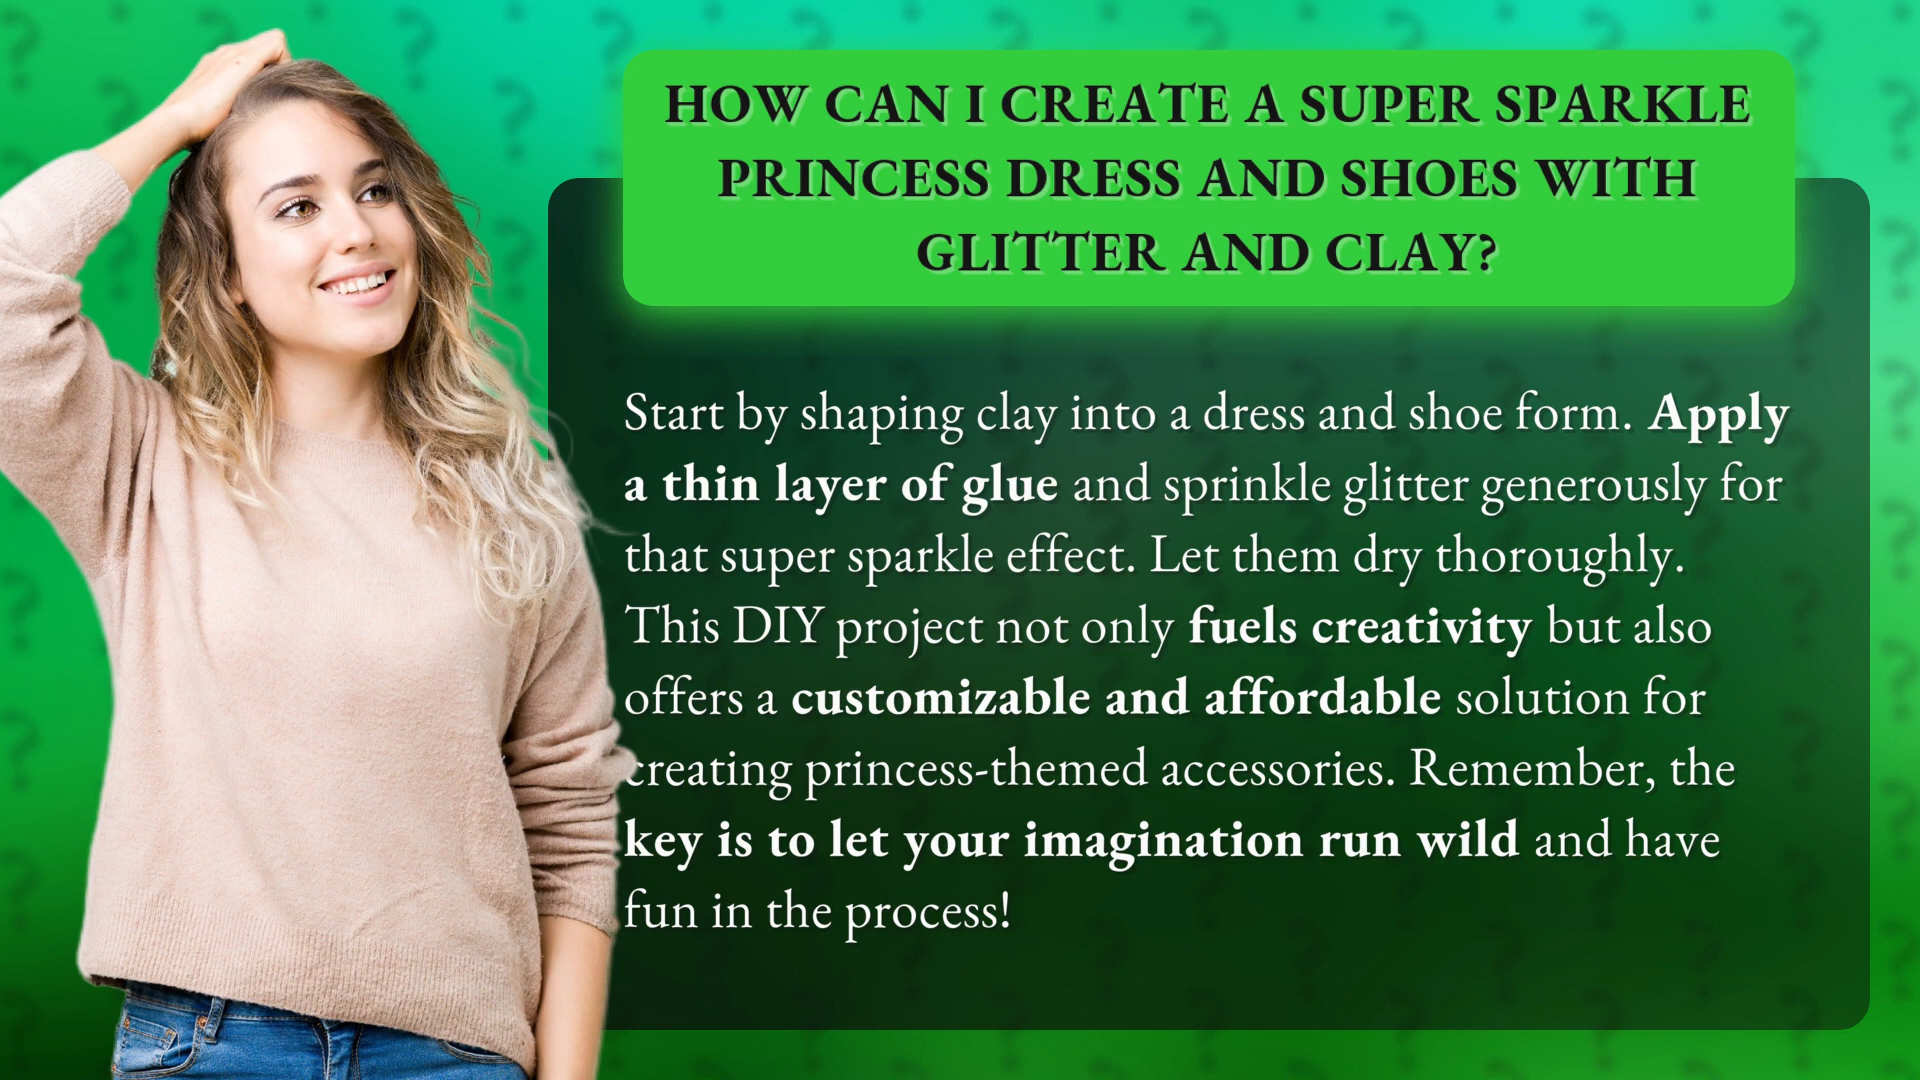 HOW CAN I CREATE A SUPER SPARKLE
PRINCESS DRESS AND SHOES WITH
GLITTER AND CLAY?
Start by shaping clay into a dress and shoe form. Apply
a thin layer of glue and sprinkle glitter generously for
that super sparkle effect. Let them dry thoroughly.
This DIY project not only fuels creativity but also
offers a customizable and affordable solution for
creating princess-themed accessories. Remember, the
key is to let your imagination run wild and have
fun in the process!